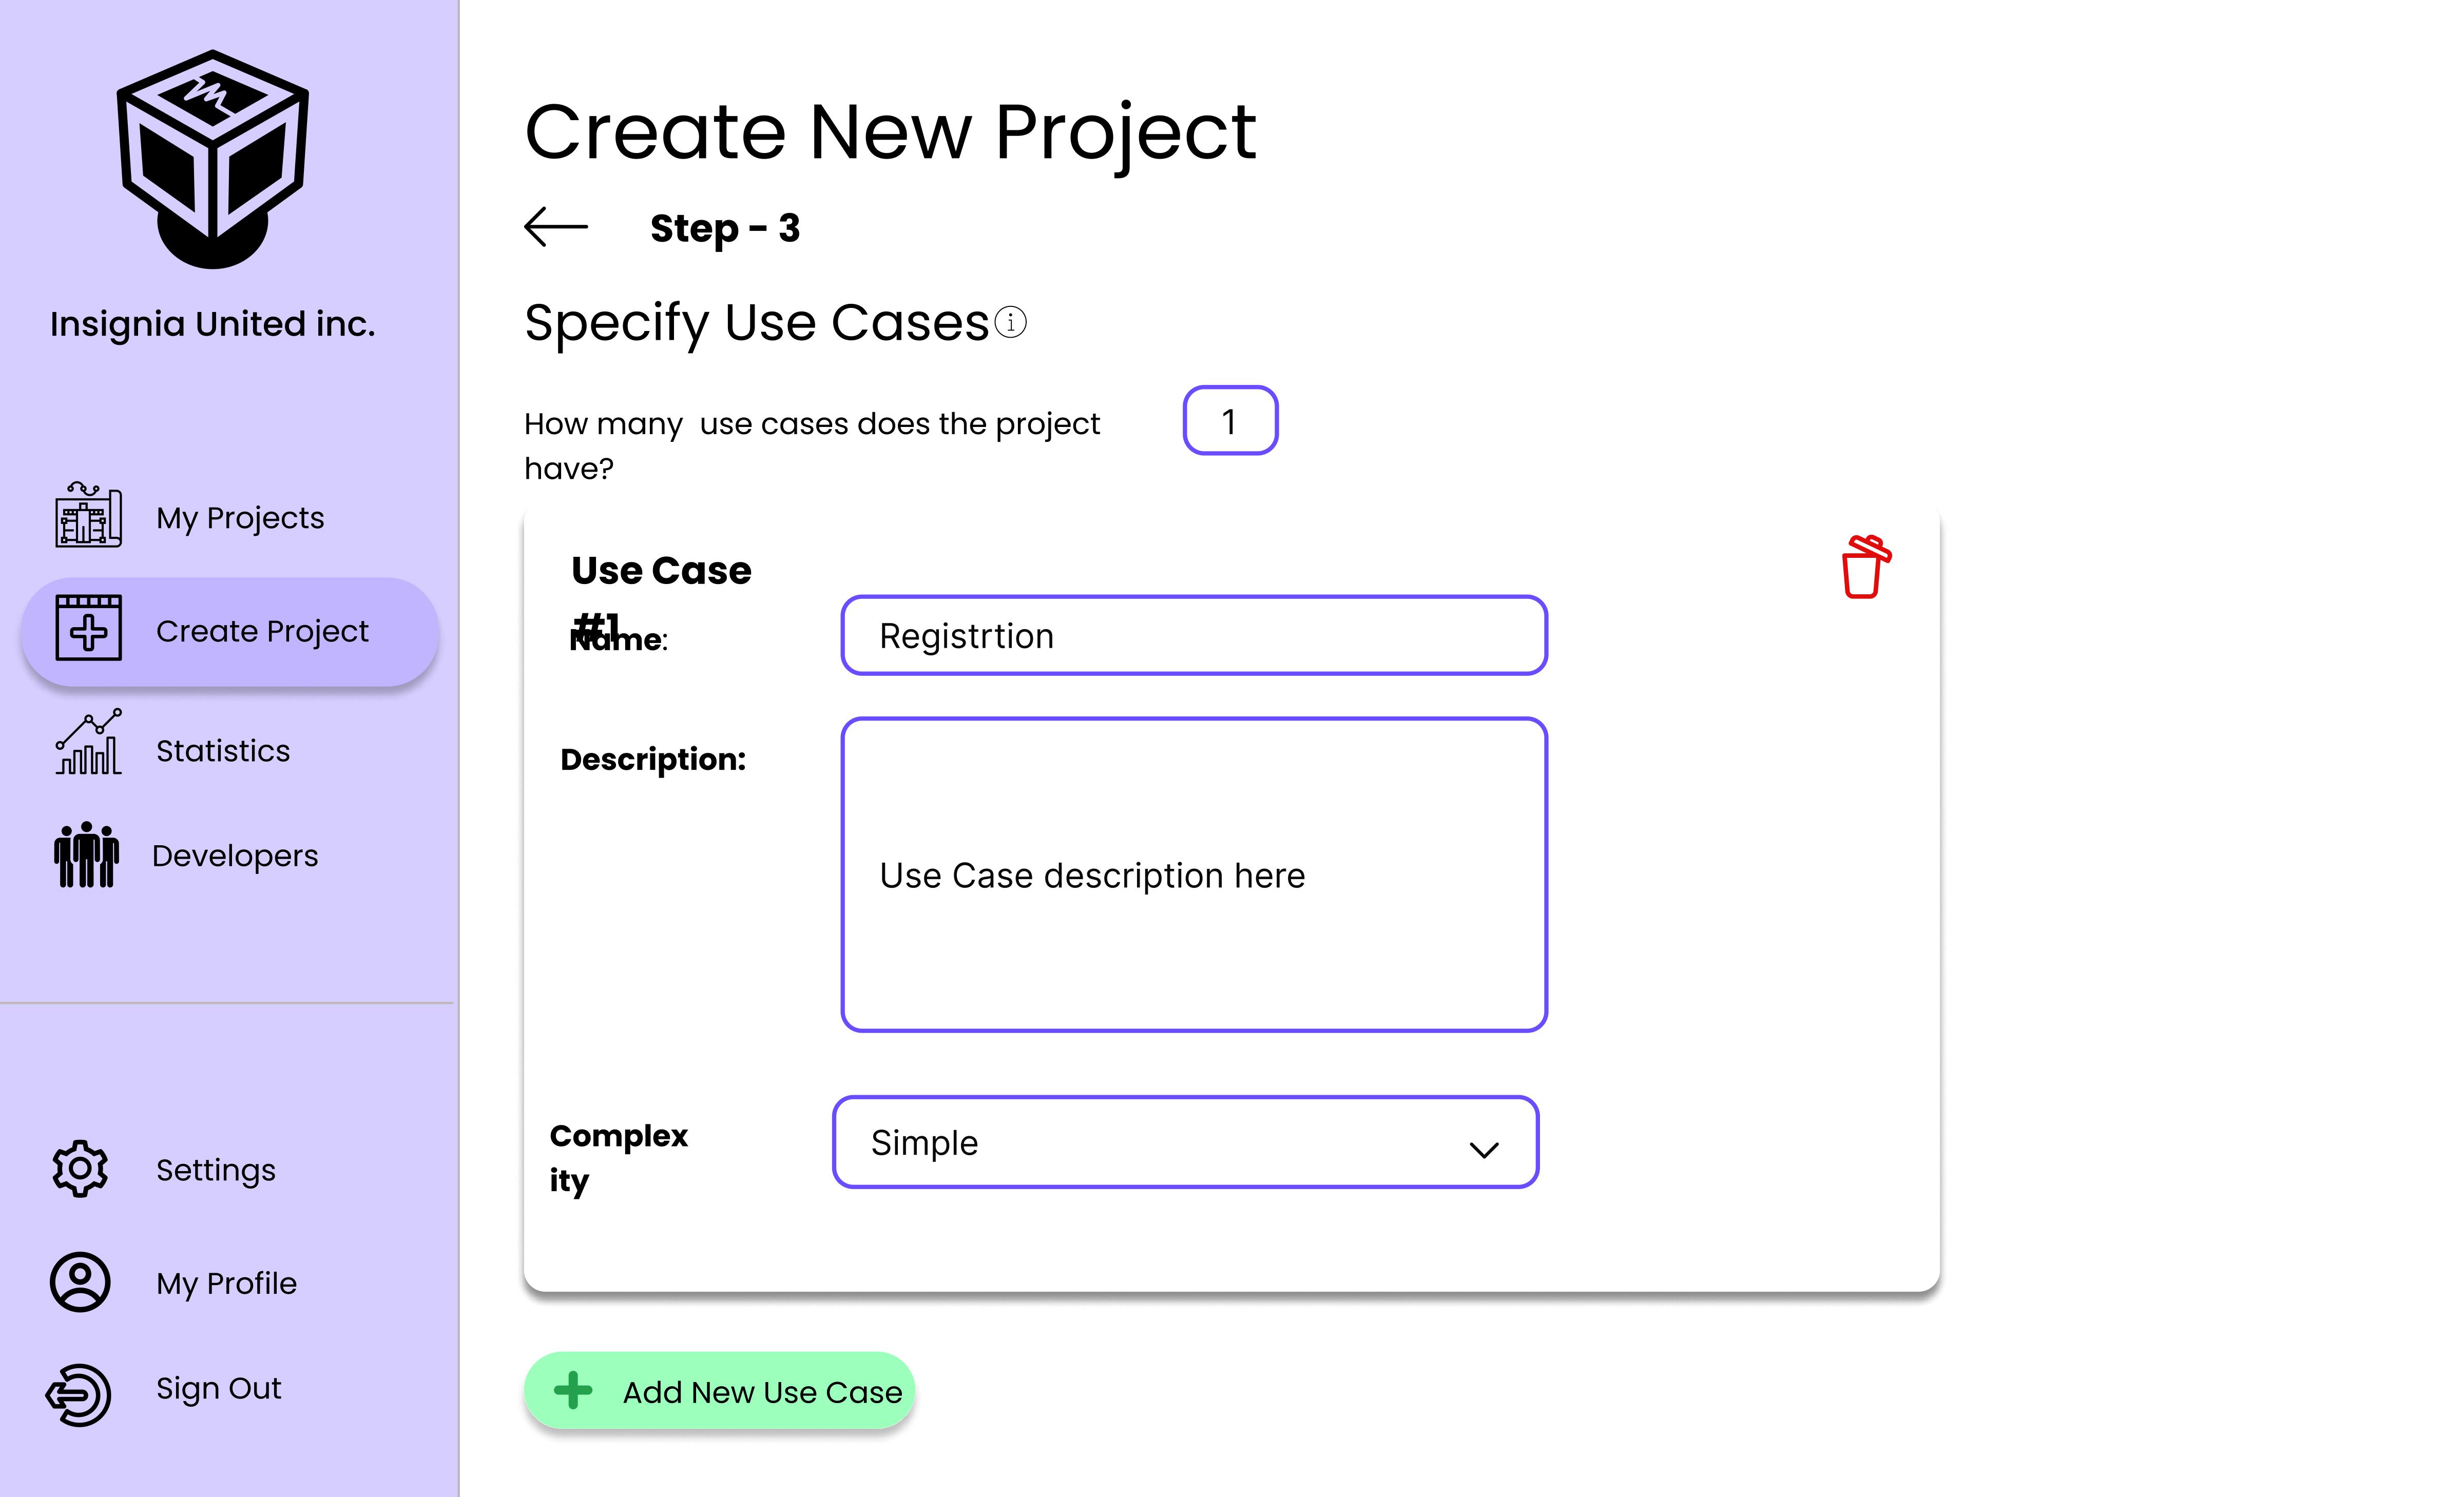 Insignia United inc.
My Projects
Create Project
Statistics
Developers
Settings
My Profile
Sign Out
Create New Project
Step - 3
Specify Use Cases
How many  use cases does the project
have?
1
Use Case
#1
Name:
Registrtion
Description:
Use Case description here
Complex
ity
Simple
Add New Use Case